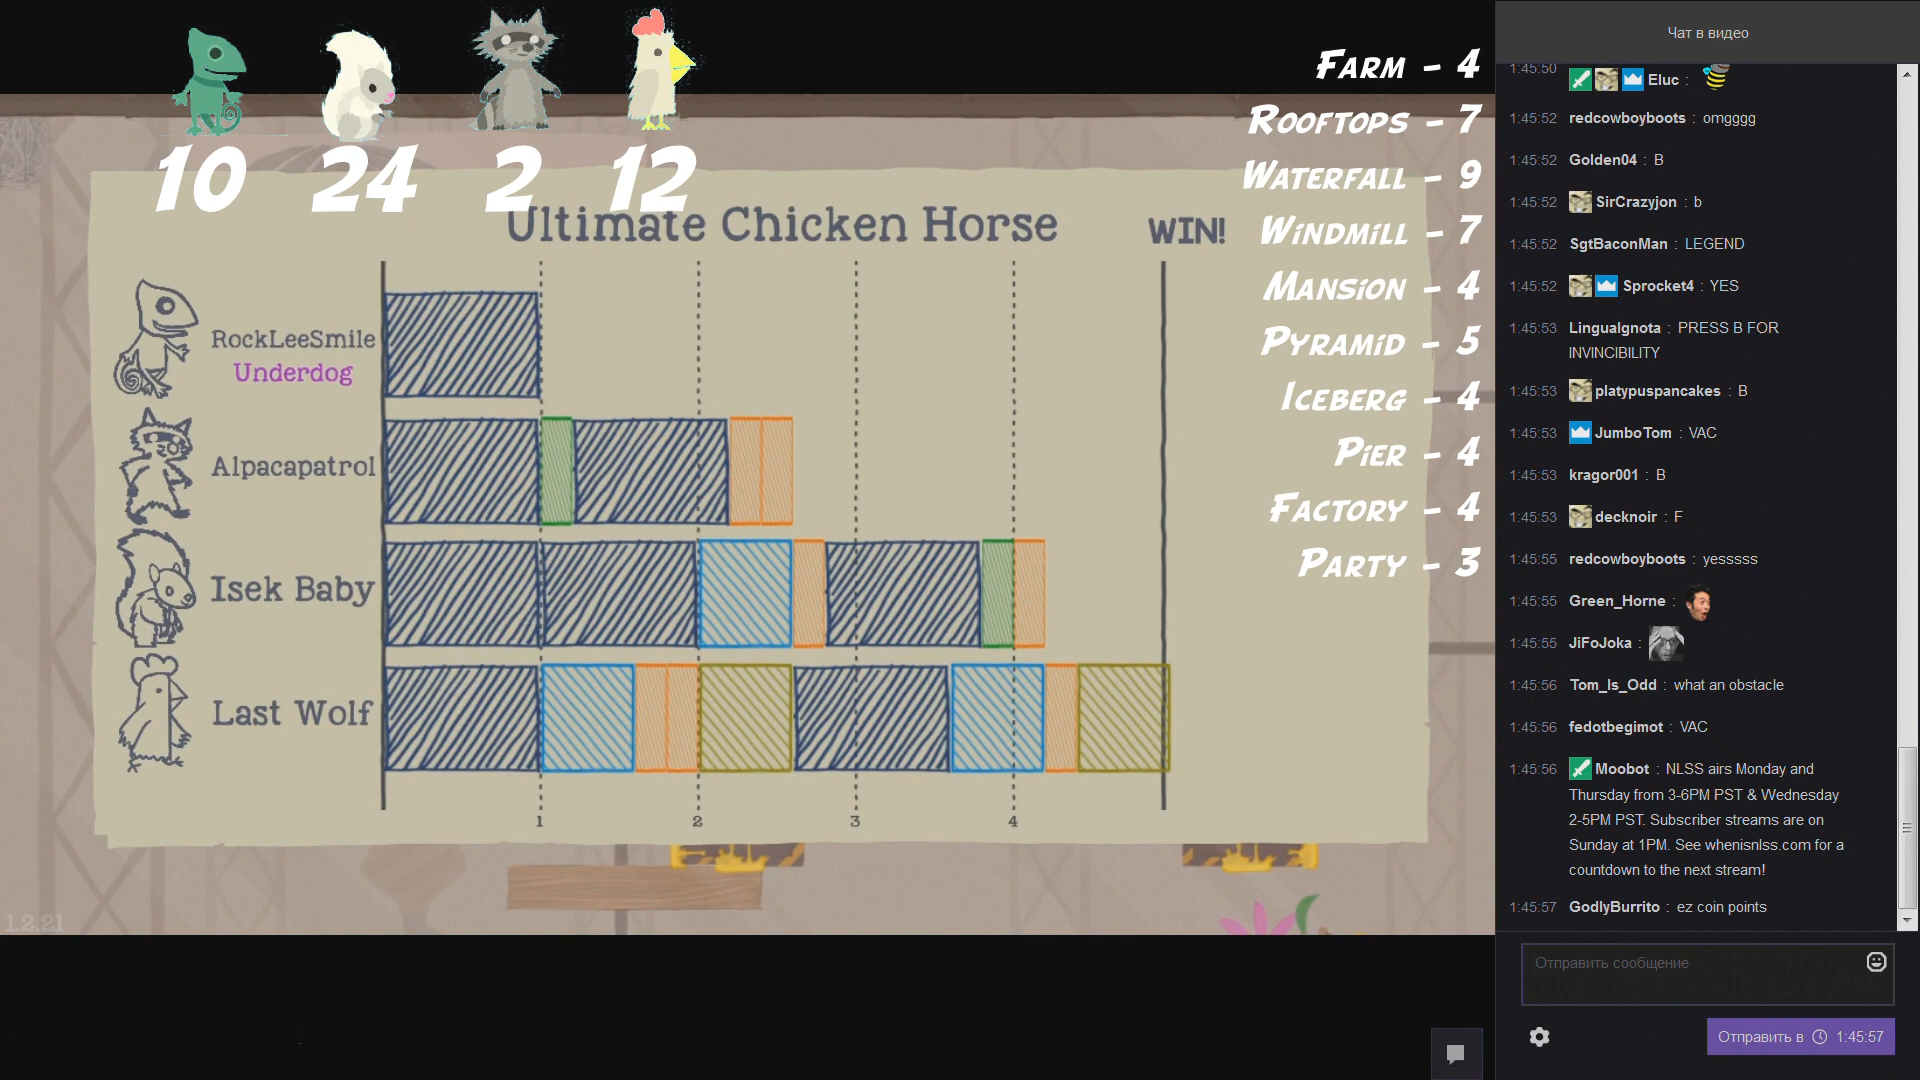 10 24 2 12
Farm - 4
Rooftops - 7
Waterfall - 9
Windmill - 7
Mansion - 4
Pyramid - 5
Iceberg - 4
Pier - 4
Factory - 4
Party - 3
Ultimate Chicken Horse
WIN!
RockLeeSmile
Underdog
Alpacapatrol
Isek Baby
Last Wolf
1 2 3 4
1.2.21
Чат в видео
1:45:50 Eluc :
1:45:52 redcowboyboots : omgggg
1:45:52 Golden04 : B
1:45:52 SirCrazyjon : b
1:45:52 SgtBaconMan : LEGEND
1:45:52 Sprocket4 : YES
1:45:53 LinguaIgnota : PRESS B FOR
INVINCIBILITY
1:45:53 platypuspancakes : B
1:45:53 JumboTom : VAC
1:45:53 kragor001 : B
1:45:53 decknoir : F
1:45:55 redcowboyboots : yesssss
1:45:55 Green_Horne :
1:45:55 JiFoJoka :
1:45:56 Tom_Is_Odd : what an obstacle
1:45:56 fedotbegimot : VAC
1:45:56 Moobot : NLSS airs Monday and
Thursday from 3-6PM PST & Wednesday
2-5PM PST. Subscriber streams are on
Sunday at 1PM. See whenisnlss.com for a
countdown to the next stream!
1:45:57 GodlyBurrito : ez coin points
Отправить сообщение
Отправить в 1:45:57